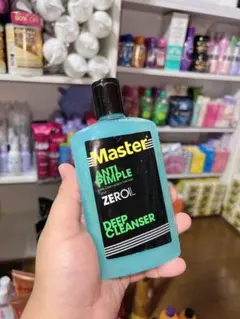 Master
ANTI
PIMPLE
ZEROIL
DEEP
CLEANSER